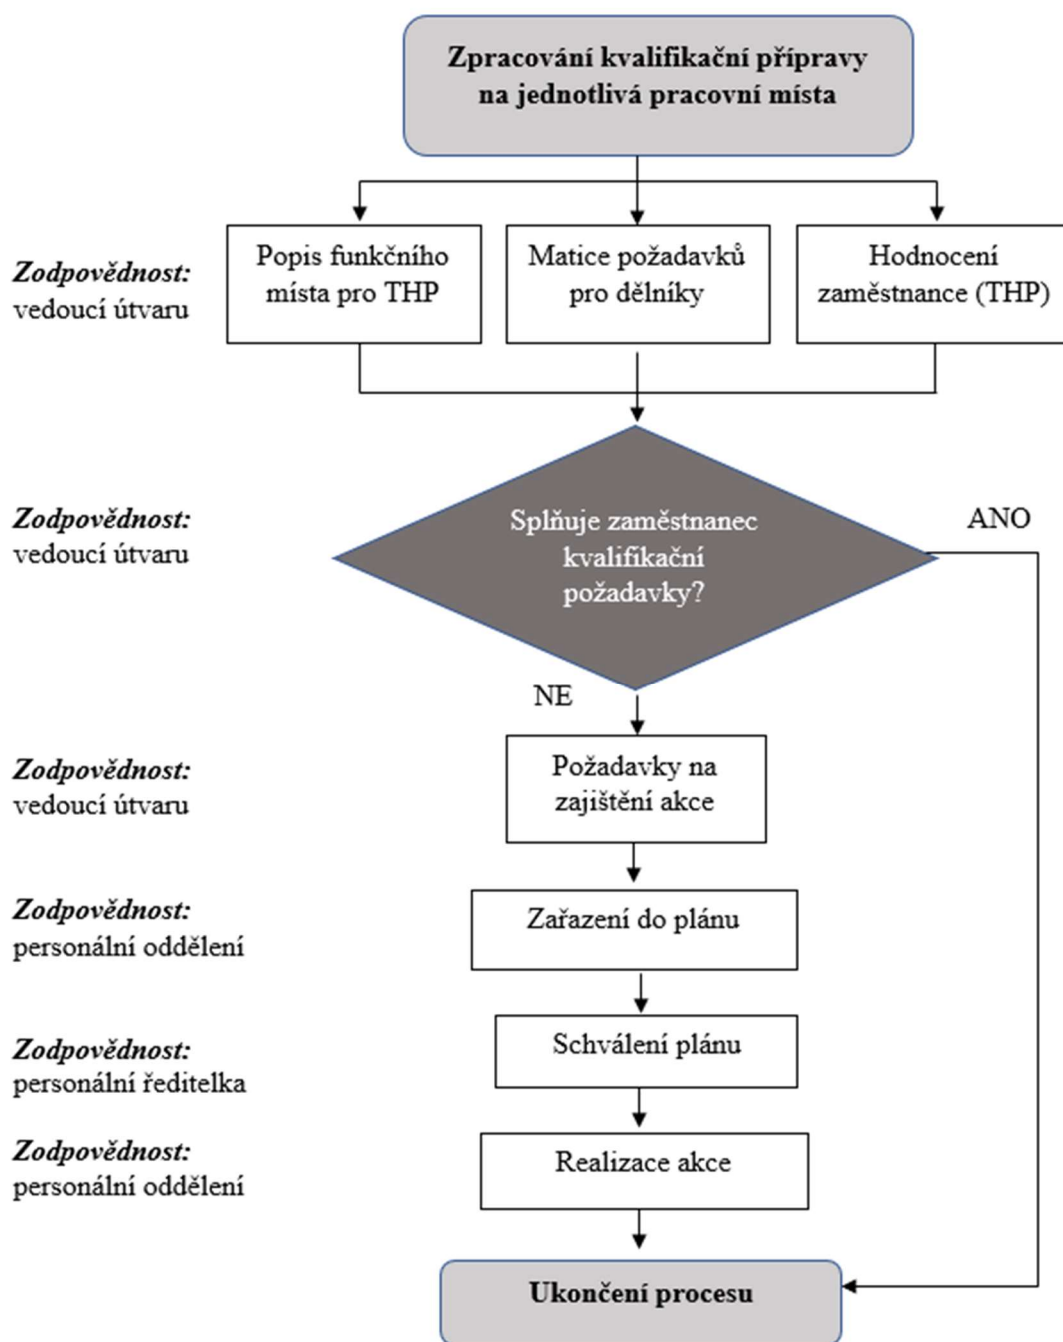 Zpracování kvalifikační přípravy
na jednotlivá pracovní místa
Zodpovědnost:
vedoucí útvaru
Popis funkčního
místa pro THP
Matice požadavků
pro dělníky
Hodnocení
zaměstnance (THP)
Zodpovědnost:
vedoucí útvaru
Splňuje zaměstnanec
kvalifikační
požadavky?
ANO
NE
Zodpovědnost:
vedoucí útvaru
Požadavky na
zajištění akce
Zodpovědnost:
personální oddělení
Zařazení do plánu
Zodpovědnost:
personální ředitelka
Schválení plánu
Zodpovědnost:
personální oddělení
Realizace akce
Ukončení procesu